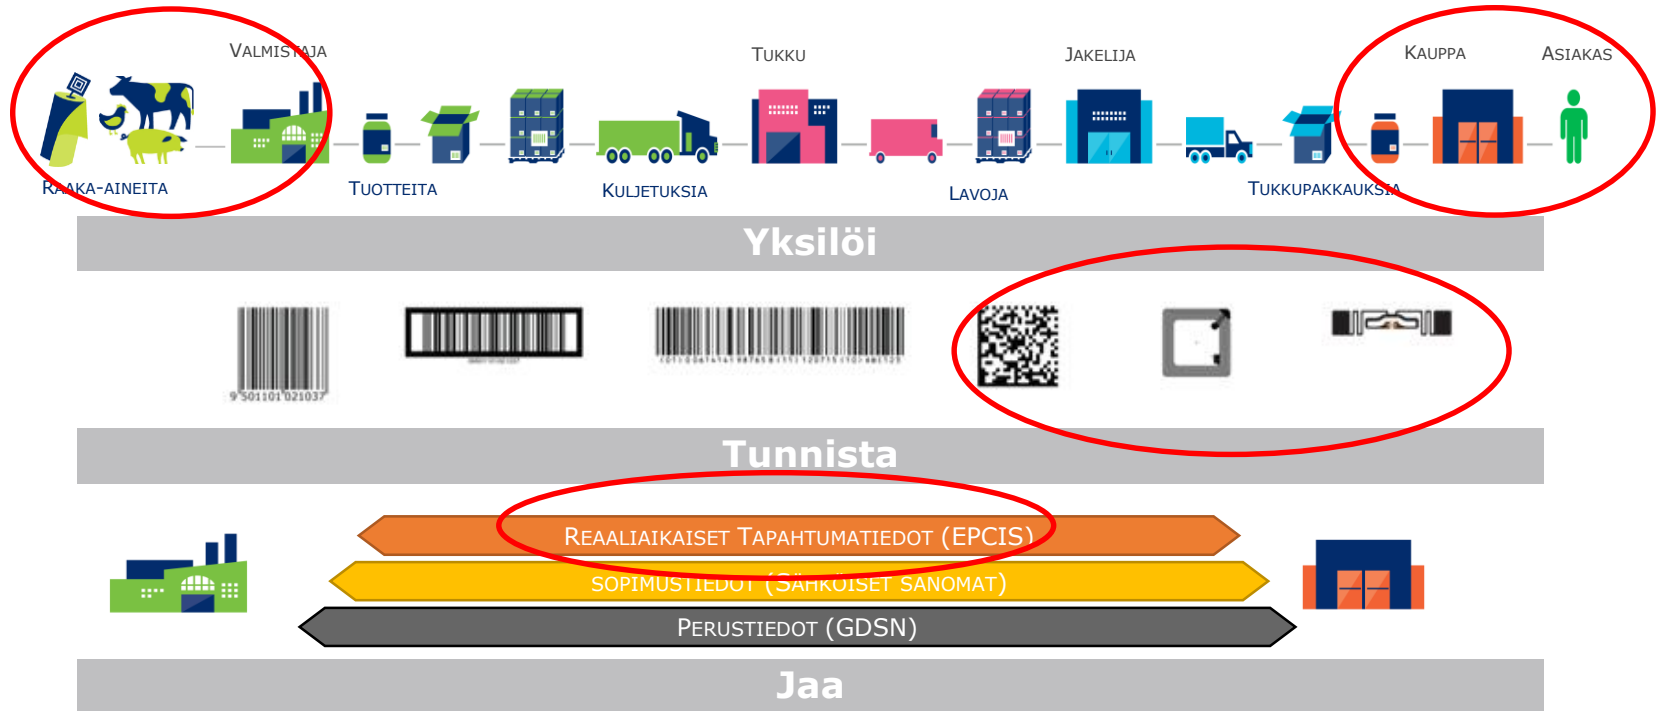 VALMISTAJA
TUKKU
JAKELIJA
KAUPPA
ASIAKAS
RAAKA-AINEITA
TUOTTEITA
KULJETUKSIA
LAVOJA
TUKKUPAKKAUKSIA
Yksilöi
9 501101 021037
Tunnista
REAALIAIKAISET TAPAHTUMATIEDOT (EPCIS)
SOPIMUSTIEDOT (SÄHKÖISET SANOMAT)
PERUSTIEDOT (GDSN)
Jaa